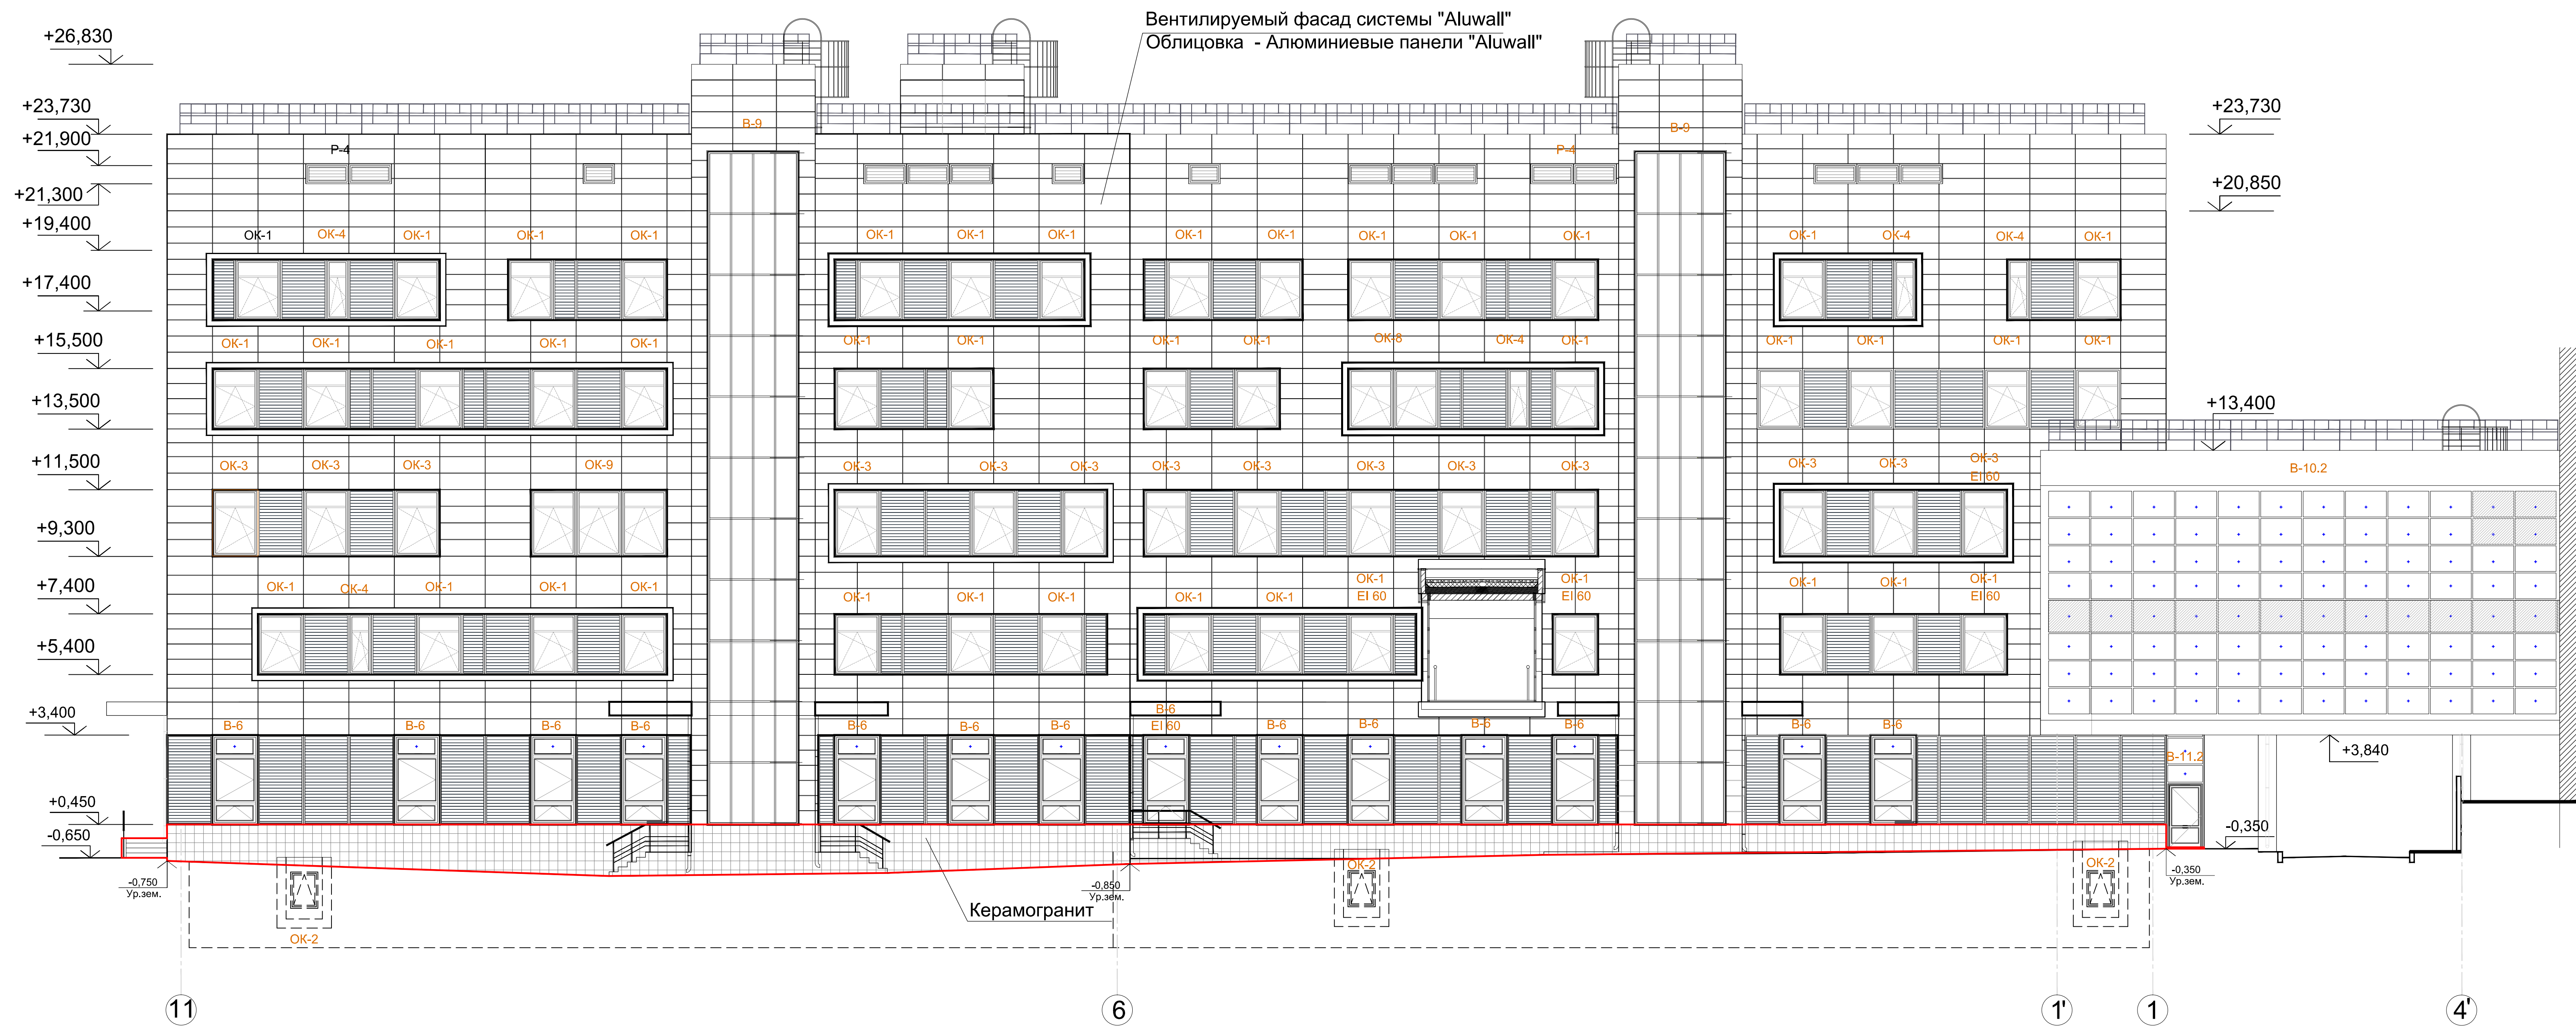 Вентилируемый фасад системы "Aluwall"
Облицовка - Алюминиевые панели "Aluwall"
+26,830
+23,730
+23,730
В-9
В-9
+21,900
Р-4
Р-4
+21,300
+20,850
+19,400
ОК-1 ОК-4 ОК-1 ОК-1 ОК-1 ОК-1 ОК-1 ОК-1 ОК-1 ОК-1 ОК-1 ОК-1 ОК-1 ОК-1 ОК-4 ОК-4 ОК-1
+17,400
+15,500
ОК-1 ОК-1 ОК-1 ОК-1 ОК-1 ОК-1 ОК-1 ОК-1 ОК-1 ОК-8 ОК-4 ОК-1 ОК-1 ОК-1 ОК-1 ОК-1
+13,500
+13,400
+11,500
ОК-3 ОК-3 ОК-3 ОК-9 ОК-3 ОК-3 ОК-3 ОК-3 ОК-3 ОК-3 ОК-3 ОК-3 ОК-3 ОК-3 ОК-3
EI 60
В-10.2
+9,300
+7,400
ОК-1 ОК-4 ОК-1 ОК-1 ОК-1 ОК-1 ОК-1 ОК-1 ОК-1 ОК-1 ОК-1 ОК-1 ОК-1 ОК-1 ОК-1
EI 60 EI 60 EI 60
+5,400
+3,400
В-6 В-6 В-6 В-6 В-6 В-6 В-6 В-6 В-6 В-6 В-6 В-6 В-6 В-6
EI 60
+3,840
В-11.2
+0,450
-0,650
-0,350
-0,750
Ур.зем.
-0,850
Ур.зем.
-0,350
Ур.зем.
ОК-2
ОК-2
ОК-2
Керамогранит
11
6
1'
1
4'